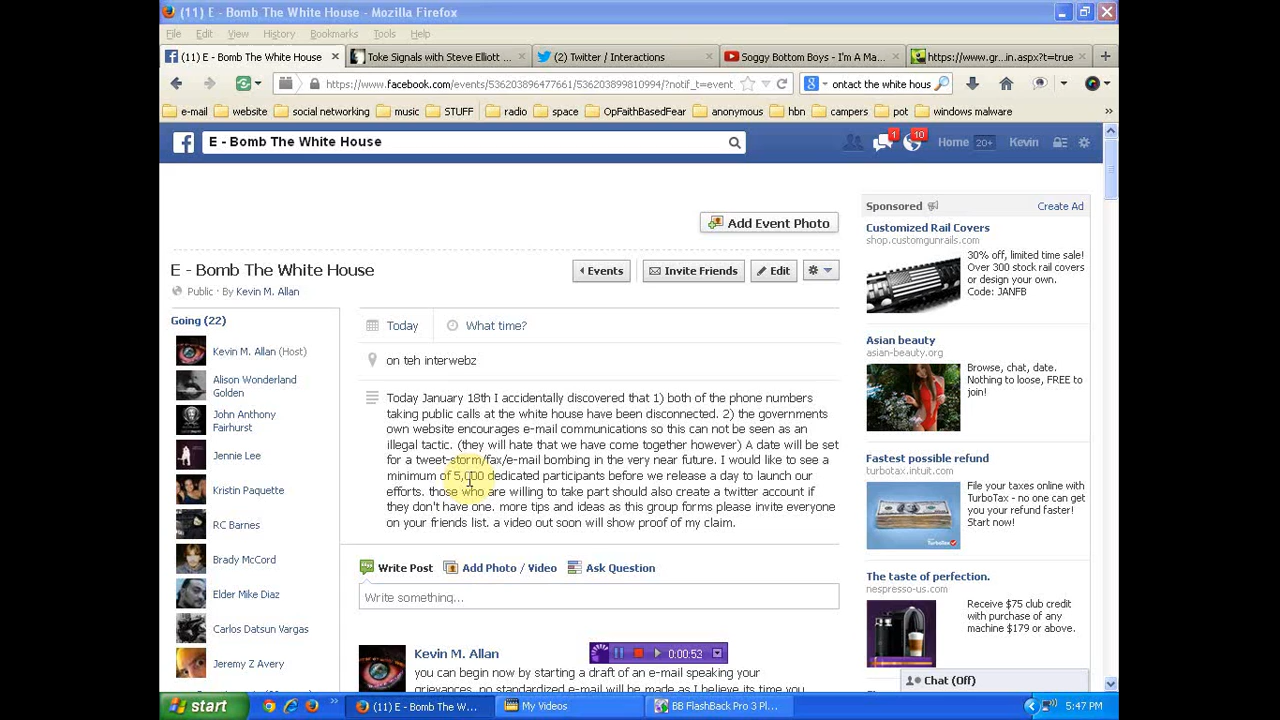 (11) E - Bomb The White House - Mozilla Firefox
File Edit View History Bookmarks Tools Help
(11) E - Bomb The White House
Toke Signals with Steve Elliott ...
(2) Twitter / Interactions
Soggy Bottom Boys - I'm A Ma...
https://www.gr...in.aspx?t=true
https://www.facebook.com/events/536203896477661/536203899810994/?notif_t=event_
ontact the white hous
e-mail website social networking music STUFF radio space OpFaithBasedFear anonymous hbn campers pot windows malware
E - Bomb The White House
1 10 Home 20+ Kevin
Add Event Photo
E - Bomb The White House
Events Invite Friends Edit
Public · By Kevin M. Allan
Going (22)
Kevin M. Allan (Host)
Alison Wonderland
Golden
John Anthony
Fairhurst
Jennie Lee
Kristin Paquette
RC Barnes
Brady McCord
Elder Mike Diaz
Carlos Datsun Vargas
Jeremy Z Avery
Today What time?
on teh interwebz
Today January 18th I accidentally discovered that 1) both of the phone numbers
taking public calls at the white house have been disconnected. 2) the governments
own website encourages e-mail communications so this can not be seen as an
illegal tactic. (they will hate that we have come together however) A date will be set
for a tweet-storm/fax/e-mail bombing in the very near future. I would like to see a
minimum of 5,000 dedicated participants before we release a day to launch our
efforts. those who are willing to take part should also create a twitter account if
they don't have one. more tips and ideas as this group forms please invite everyone
on your friends list. a video out soon will show proof of my claim.
Write Post Add Photo / Video Ask Question
Write something...
Kevin M. Allan
you can begin now by starting a draft of an e-mail speaking your
0:00:53
Sponsored Create Ad
Customized Rail Covers
shop.customgunrails.com
30% off, limited time sale!
Over 300 stock rail covers
or design your own.
Code: JANFB
Asian beauty
asian-beauty.org
Browse, chat, date.
Nothing to loose, FREE to
join!
Fastest possible refund
turbotax.intuit.com
File your taxes online with
TurboTax - no one can get
you your refund faster!
Start now!
TurboTax
The taste of perfection.
nespresso-us.com
Receive $75 club credit
with purchase of any
machine $179 or above.
Chat (Off)
start
(11) E - Bomb The W...
My Videos
BB FlashBack Pro 3 Pl...
5:47 PM